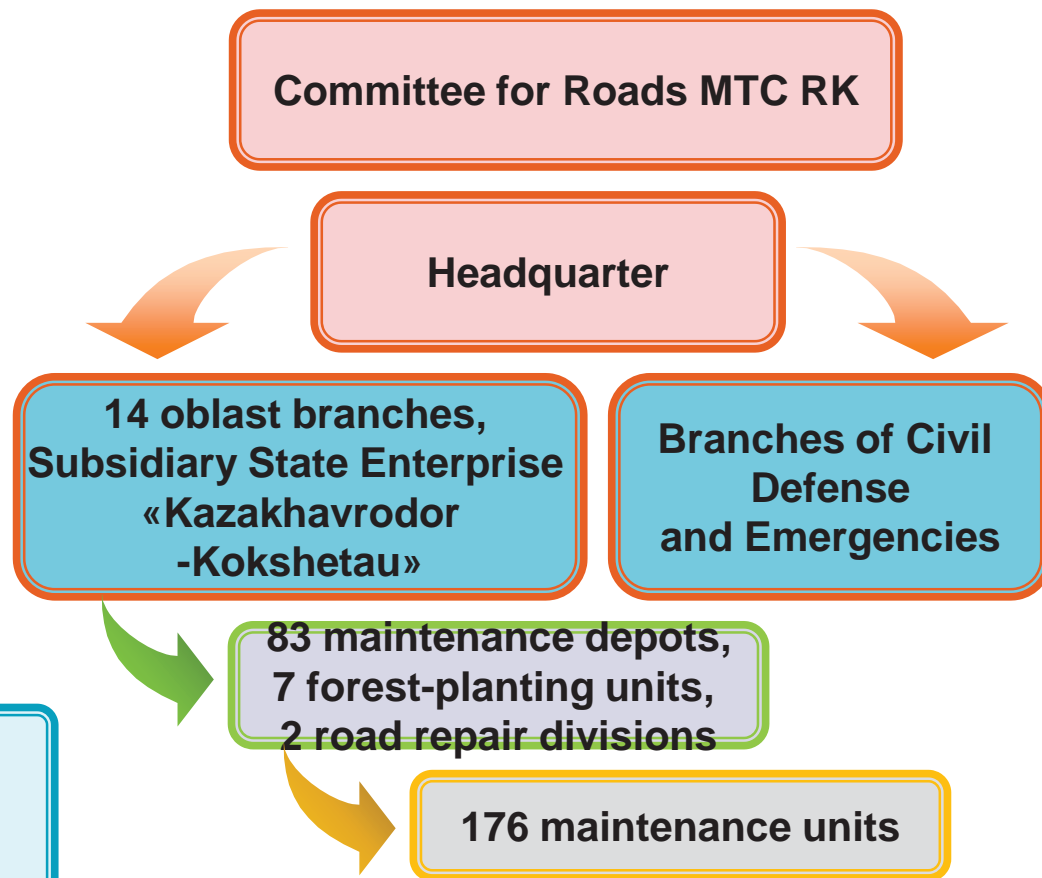 Committee for Roads MTC RK
Headquarter
14 oblast branches,
Subsidiary State Enterprise
«Kazakhavrodor
-Kokshetau»
Branches of Civil
Defense
and Emergencies
83 maintenance depots,
7 forest-planting units,
2 road repair divisions
176 maintenance units